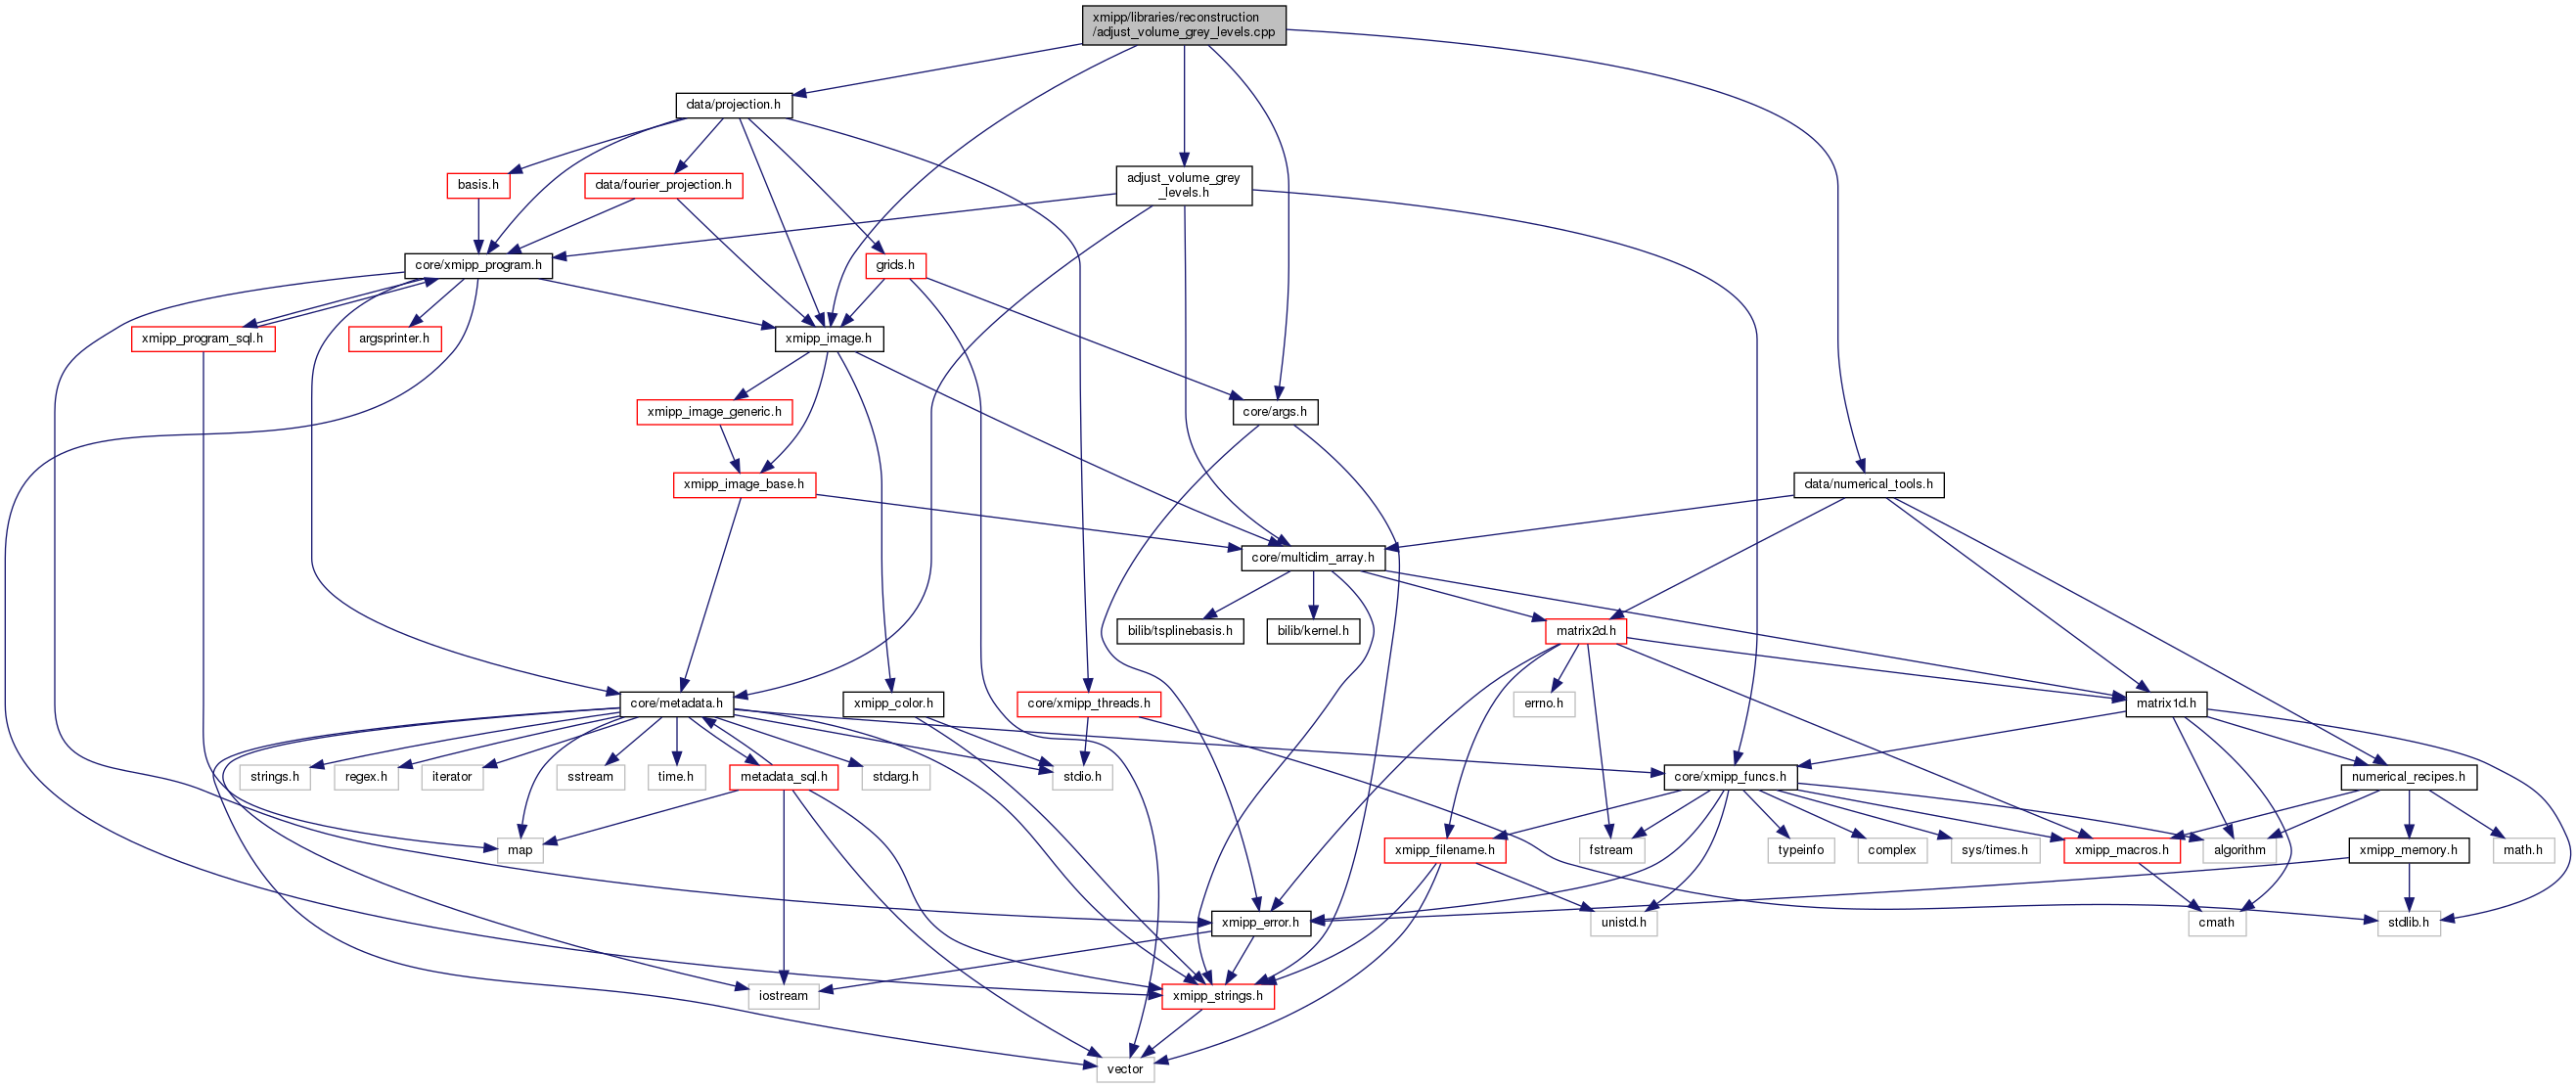 xmipp/libraries/reconstruction
/adjust_volume_grey_levels.cpp
data/projection.h
basis.h
data/fourier_projection.h
adjust_volume_grey
_levels.h
core/xmipp_program.h
grids.h
xmipp_program_sql.h
argsprinter.h
xmipp_image.h
xmipp_image_generic.h
core/args.h
xmipp_image_base.h
data/numerical_tools.h
core/multidim_array.h
bilib/tsplinebasis.h
bilib/kernel.h
matrix2d.h
core/metadata.h
xmipp_color.h
core/xmipp_threads.h
errno.h
matrix1d.h
strings.h
regex.h
iterator
sstream
time.h
metadata_sql.h
stdarg.h
stdio.h
core/xmipp_funcs.h
numerical_recipes.h
map
xmipp_filename.h
fstream
typeinfo
complex
sys/times.h
xmipp_macros.h
algorithm
xmipp_memory.h
math.h
xmipp_error.h
unistd.h
cmath
stdlib.h
iostream
xmipp_strings.h
vector